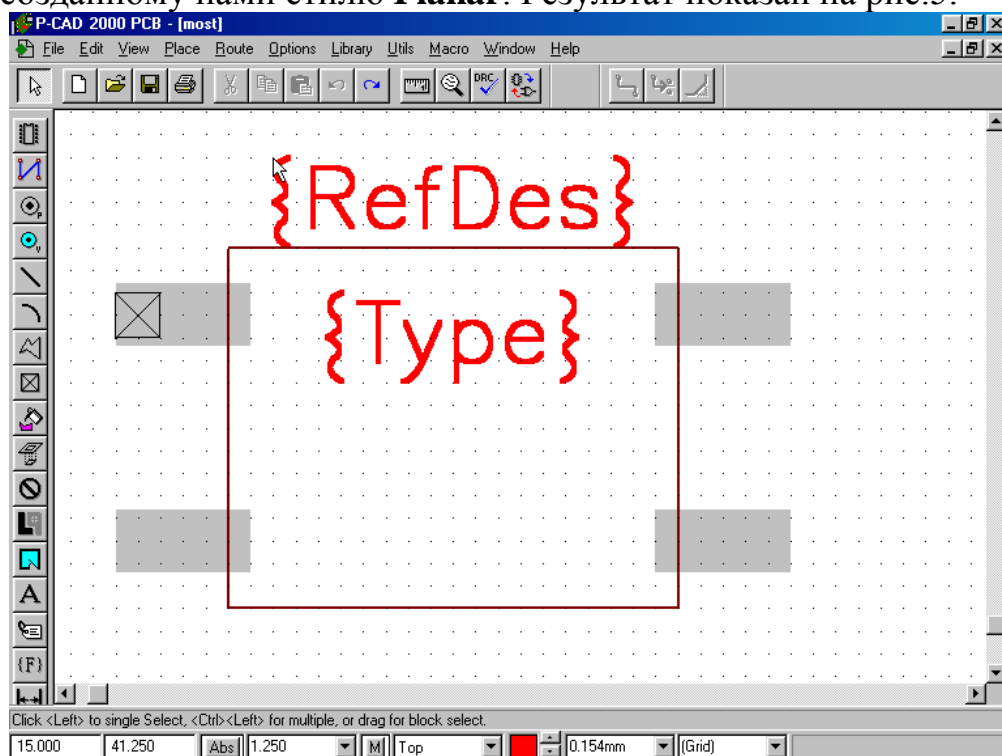 созданному нами стилю Planar. Результат показан на рис.3.
P-CAD 2000 PCB - [most]
File Edit View Place Route Options Library Utils Macro Window Help
DRC
{RefDes}
{Type}
P
V
A
{F}
Click <Left> to single Select, <Ctrl><Left> for multiple, or drag for block select.
15.000 41.250 Abs 1.250 M Top 0.154mm (Grid)